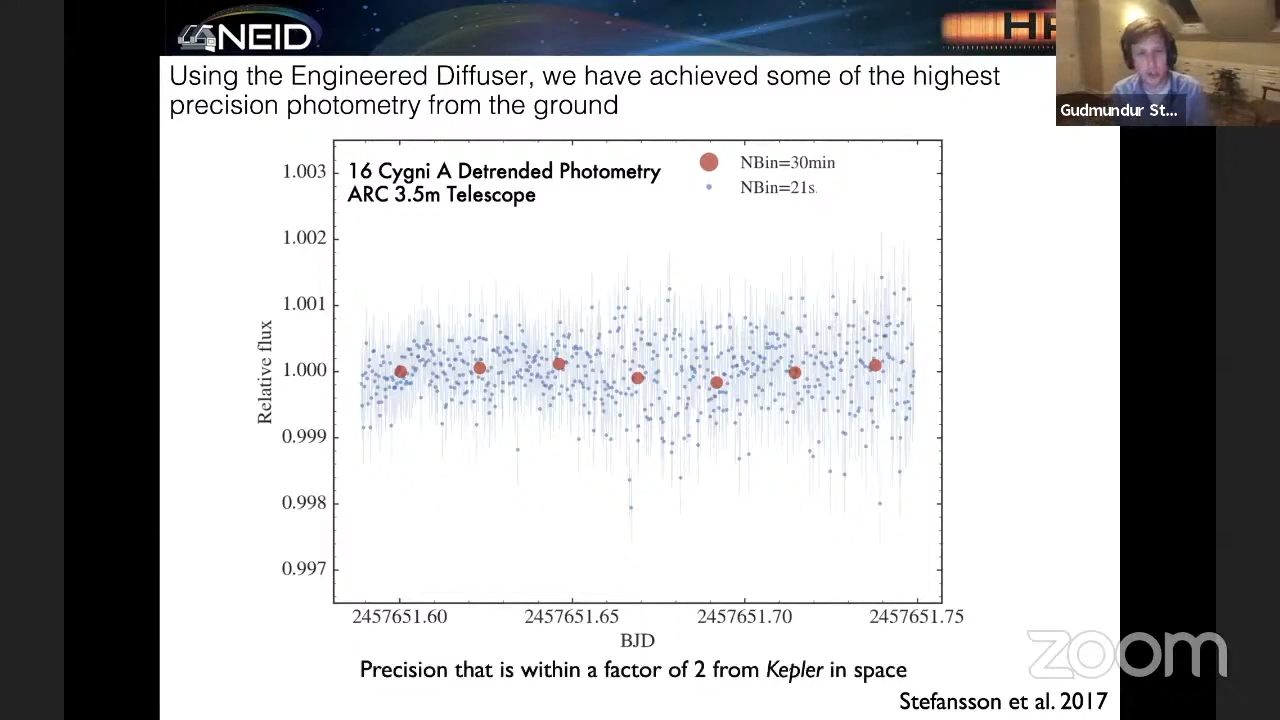 NEID
HP
Using the Engineered Diffuser, we have achieved some of the highest
precision photometry from the ground
Gudmundur St...
16 Cygni A Detrended Photometry
ARC 3.5m Telescope
NBin=30min
NBin=21s
1.003
1.002
1.001
1.000
0.999
0.998
0.997
Relative flux
2457651.60 2457651.65 2457651.70 2457651.75
BJD
Precision that is within a factor of 2 from Kepler in space
Stefansson et al. 2017
zoom